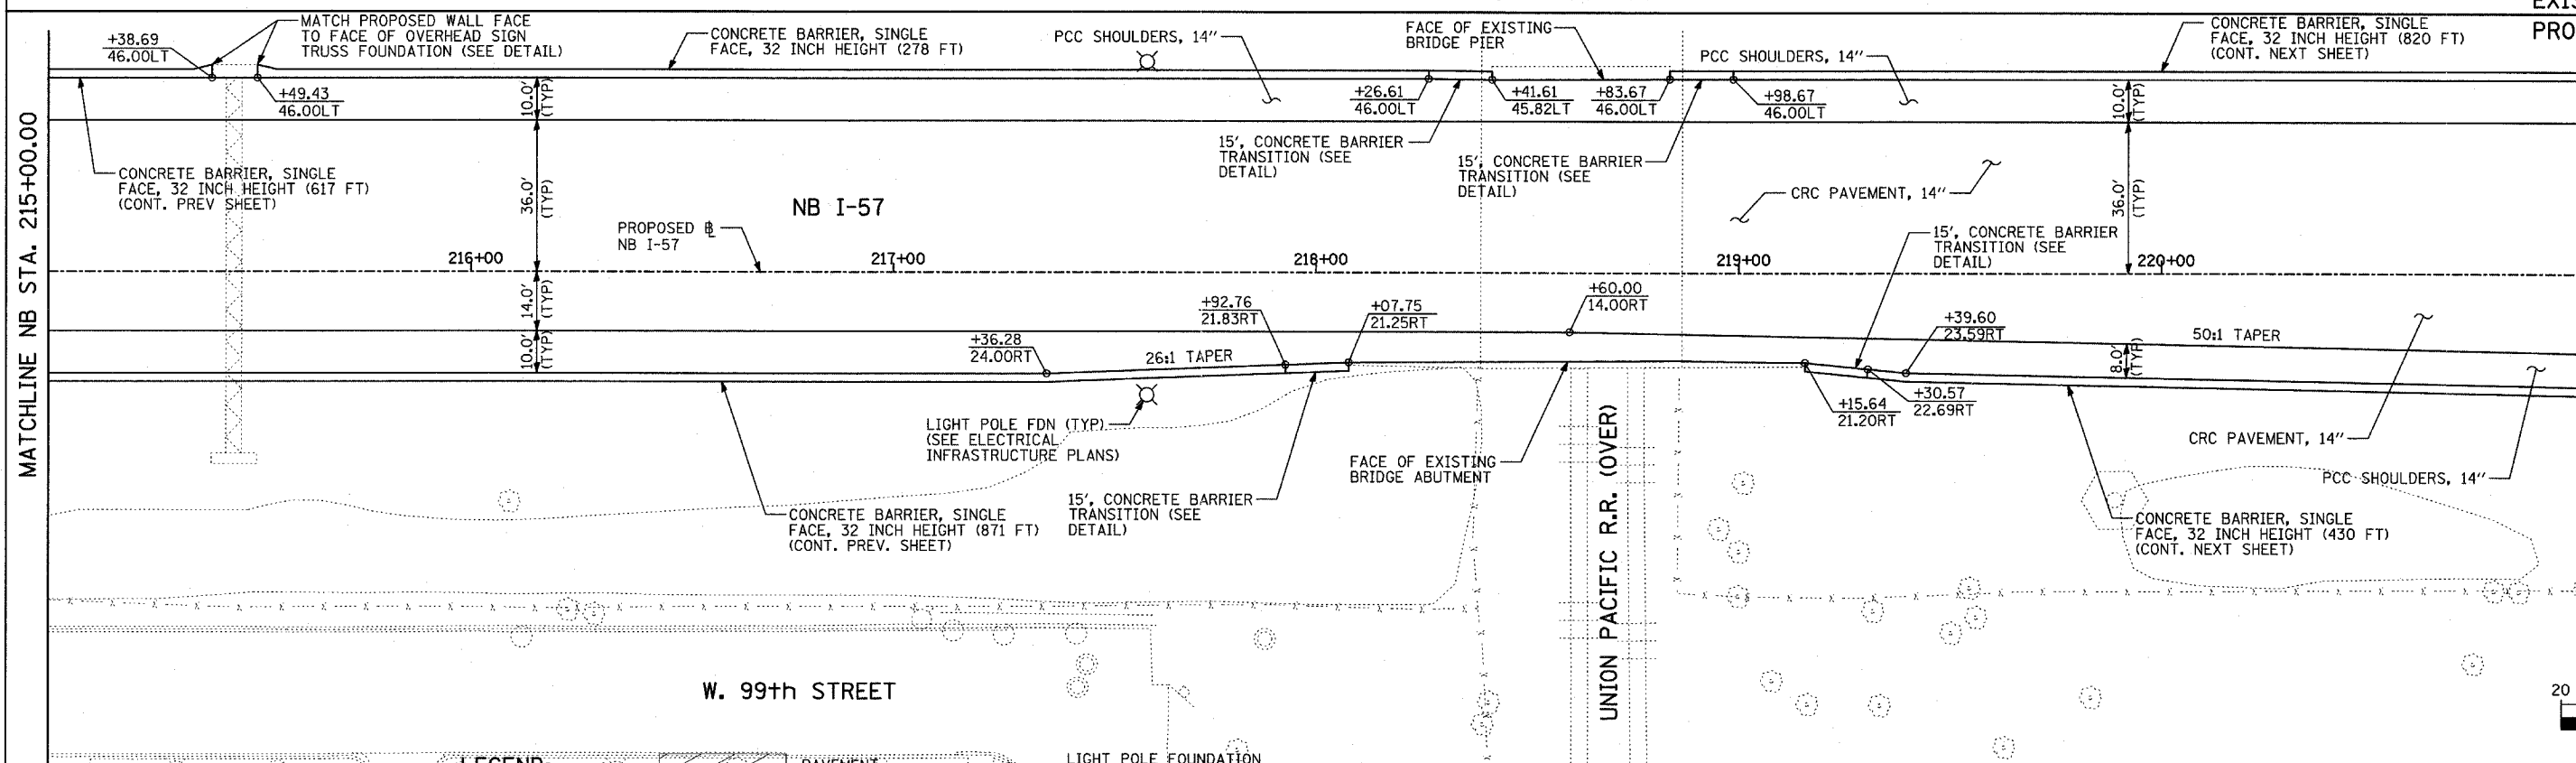 EXIS
PRO
MATCHLINE NB STA. 215+00.00
+38.69
46.00LT
MATCH PROPOSED WALL FACE
TO FACE OF OVERHEAD SIGN
TRUSS FOUNDATION (SEE DETAIL)
+49.43
46.00LT
CONCRETE BARRIER, SINGLE
FACE, 32 INCH HEIGHT (278 FT)
PCC SHOULDERS, 14"
FACE OF EXISTING
BRIDGE PIER
PCC SHOULDERS, 14"
CONCRETE BARRIER, SINGLE
FACE, 32 INCH HEIGHT (820 FT)
(CONT. NEXT SHEET)
10.0'
(TYP)
+26.61
46.00LT
+41.61
45.82LT
+83.67
46.00LT
+98.67
46.00LT
10.0'
(TYP)
15', CONCRETE BARRIER
TRANSITION (SEE
DETAIL)
15', CONCRETE BARRIER
TRANSITION (SEE
DETAIL)
CONCRETE BARRIER, SINGLE
FACE, 32 INCH HEIGHT (617 FT)
(CONT. PREV SHEET)
36.0'
(TYP)
NB I-57
CRC PAVEMENT, 14"
36.0'
(TYP)
PROPOSED ℄
NB I-57
15', CONCRETE BARRIER
TRANSITION (SEE
DETAIL)
216+00
217+00
218+00
219+00
220+00
14.0'
(TYP)
+92.76
21.83RT
+07.75
21.25RT
+60.00
14.00RT
+39.60
23.59RT
50:1 TAPER
10.0'
(TYP)
+36.28
24.00RT
26:1 TAPER
8.0'
(TYP)
+15.64
21.20RT
+30.57
22.69RT
LIGHT POLE FDN (TYP)
(SEE ELECTRICAL
INFRASTRUCTURE PLANS)
FACE OF EXISTING
BRIDGE ABUTMENT
UNION PACIFIC R.R. (OVER)
CRC PAVEMENT, 14"
PCC SHOULDERS, 14"
15', CONCRETE BARRIER
TRANSITION (SEE
DETAIL)
CONCRETE BARRIER, SINGLE
FACE, 32 INCH HEIGHT (871 FT)
(CONT. PREV. SHEET)
CONCRETE BARRIER, SINGLE
FACE, 32 INCH HEIGHT (430 FT)
(CONT. NEXT SHEET)
W. 99th STREET
20
LEGEND
PAVEMENT
LIGHT POLE FOUNDATION